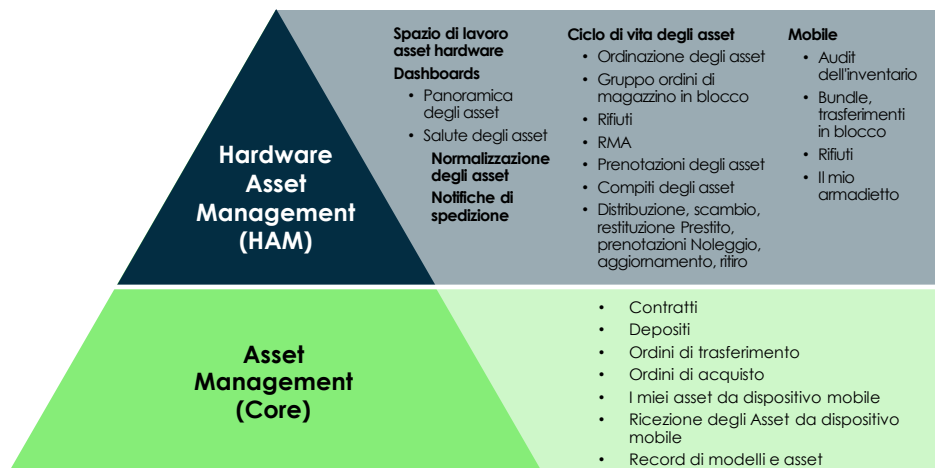 Hardware
Asset
Management
(HAM)
Spazio di lavoro
asset hardware
Dashboards
• Panoramica
degli asset
• Salute degli asset
Normalizzazione
degli asset
Notifiche di
spedizione
Ciclo di vita degli asset
• Ordinazione degli asset
• Gruppo ordini di
magazzino in blocco
• Rifiuti
• RMA
• Prenotazioni degli asset
• Compiti degli asset
• Distribuzione, scambio,
restituzione Prestito,
prenotazioni Noleggio,
aggiornamento, ritiro
Mobile
• Audit
dell'inventario
• Bundle,
trasferimenti
in blocco
• Rifiuti
• Il mio
armadietto
Asset
Management
(Core)
• Contratti
• Depositi
• Ordini di trasferimento
• Ordini di acquisto
• I miei asset da dispositivo mobile
• Ricezione degli Asset da dispositivo
mobile
• Record di modelli e asset